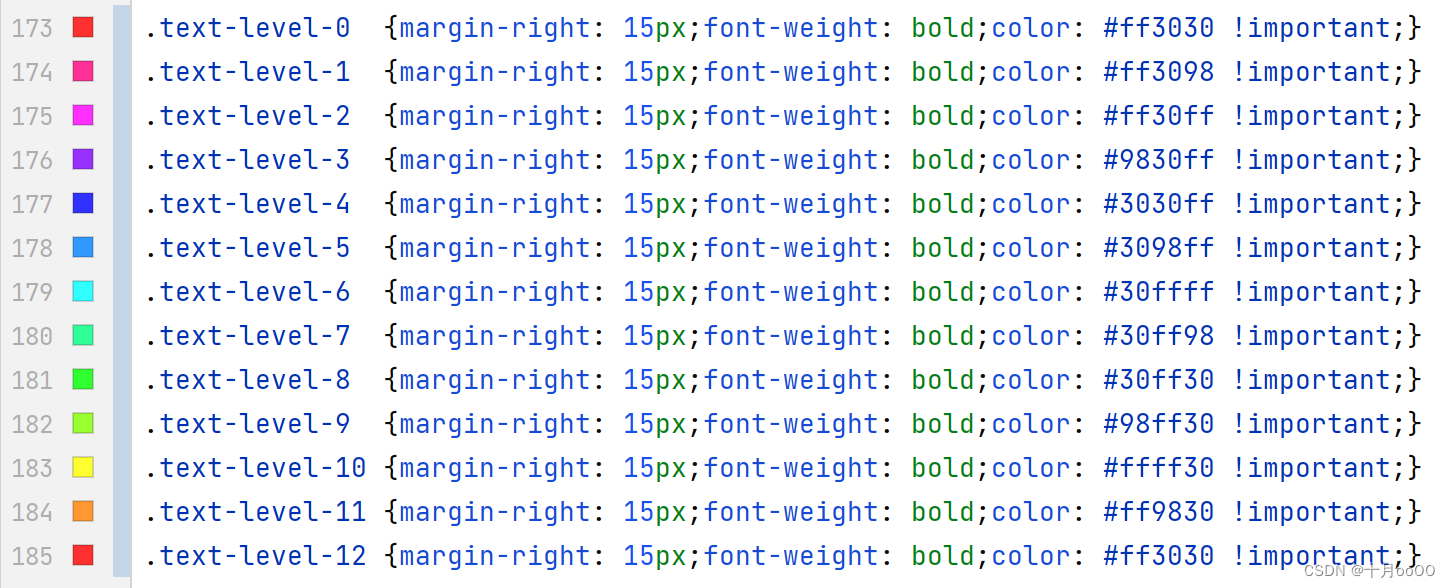 173 .text-level-0 {margin-right: 15px;font-weight: bold;color: #ff3030 !important;}
174 .text-level-1 {margin-right: 15px;font-weight: bold;color: #ff3098 !important;}
175 .text-level-2 {margin-right: 15px;font-weight: bold;color: #ff30ff !important;}
176 .text-level-3 {margin-right: 15px;font-weight: bold;color: #9830ff !important;}
177 .text-level-4 {margin-right: 15px;font-weight: bold;color: #3030ff !important;}
178 .text-level-5 {margin-right: 15px;font-weight: bold;color: #3098ff !important;}
179 .text-level-6 {margin-right: 15px;font-weight: bold;color: #30ffff !important;}
180 .text-level-7 {margin-right: 15px;font-weight: bold;color: #30ff98 !important;}
181 .text-level-8 {margin-right: 15px;font-weight: bold;color: #30ff30 !important;}
182 .text-level-9 {margin-right: 15px;font-weight: bold;color: #98ff30 !important;}
183 .text-level-10 {margin-right: 15px;font-weight: bold;color: #ffff30 !important;}
184 .text-level-11 {margin-right: 15px;font-weight: bold;color: #ff9830 !important;}
185 .text-level-12 {margin-right: 15px;font-weight: bold;color: #ff3030 !important;}
CSDN @十月ooOO